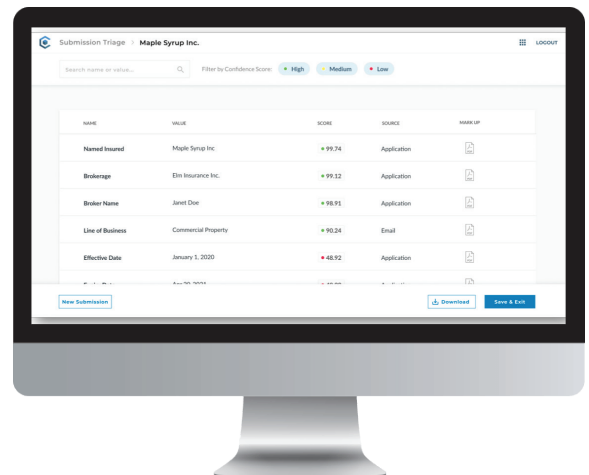 Submission Triage > Maple Syrup Inc.
LOGOUT
Search name or value...
Filter by Confidence Score: High Medium Low
NAME VALUE SCORE SOURCE MARK UP
Named Insured Maple Syrup Inc 99.74 Application
Brokerage Elm Insurance Inc. 99.12 Application
Broker Name Janet Doe 98.91 Application
Line of Business Commercial Property 90.24 Email
Effective Date January 1, 2020 48.92 Application
New Submission Download Save & Exit